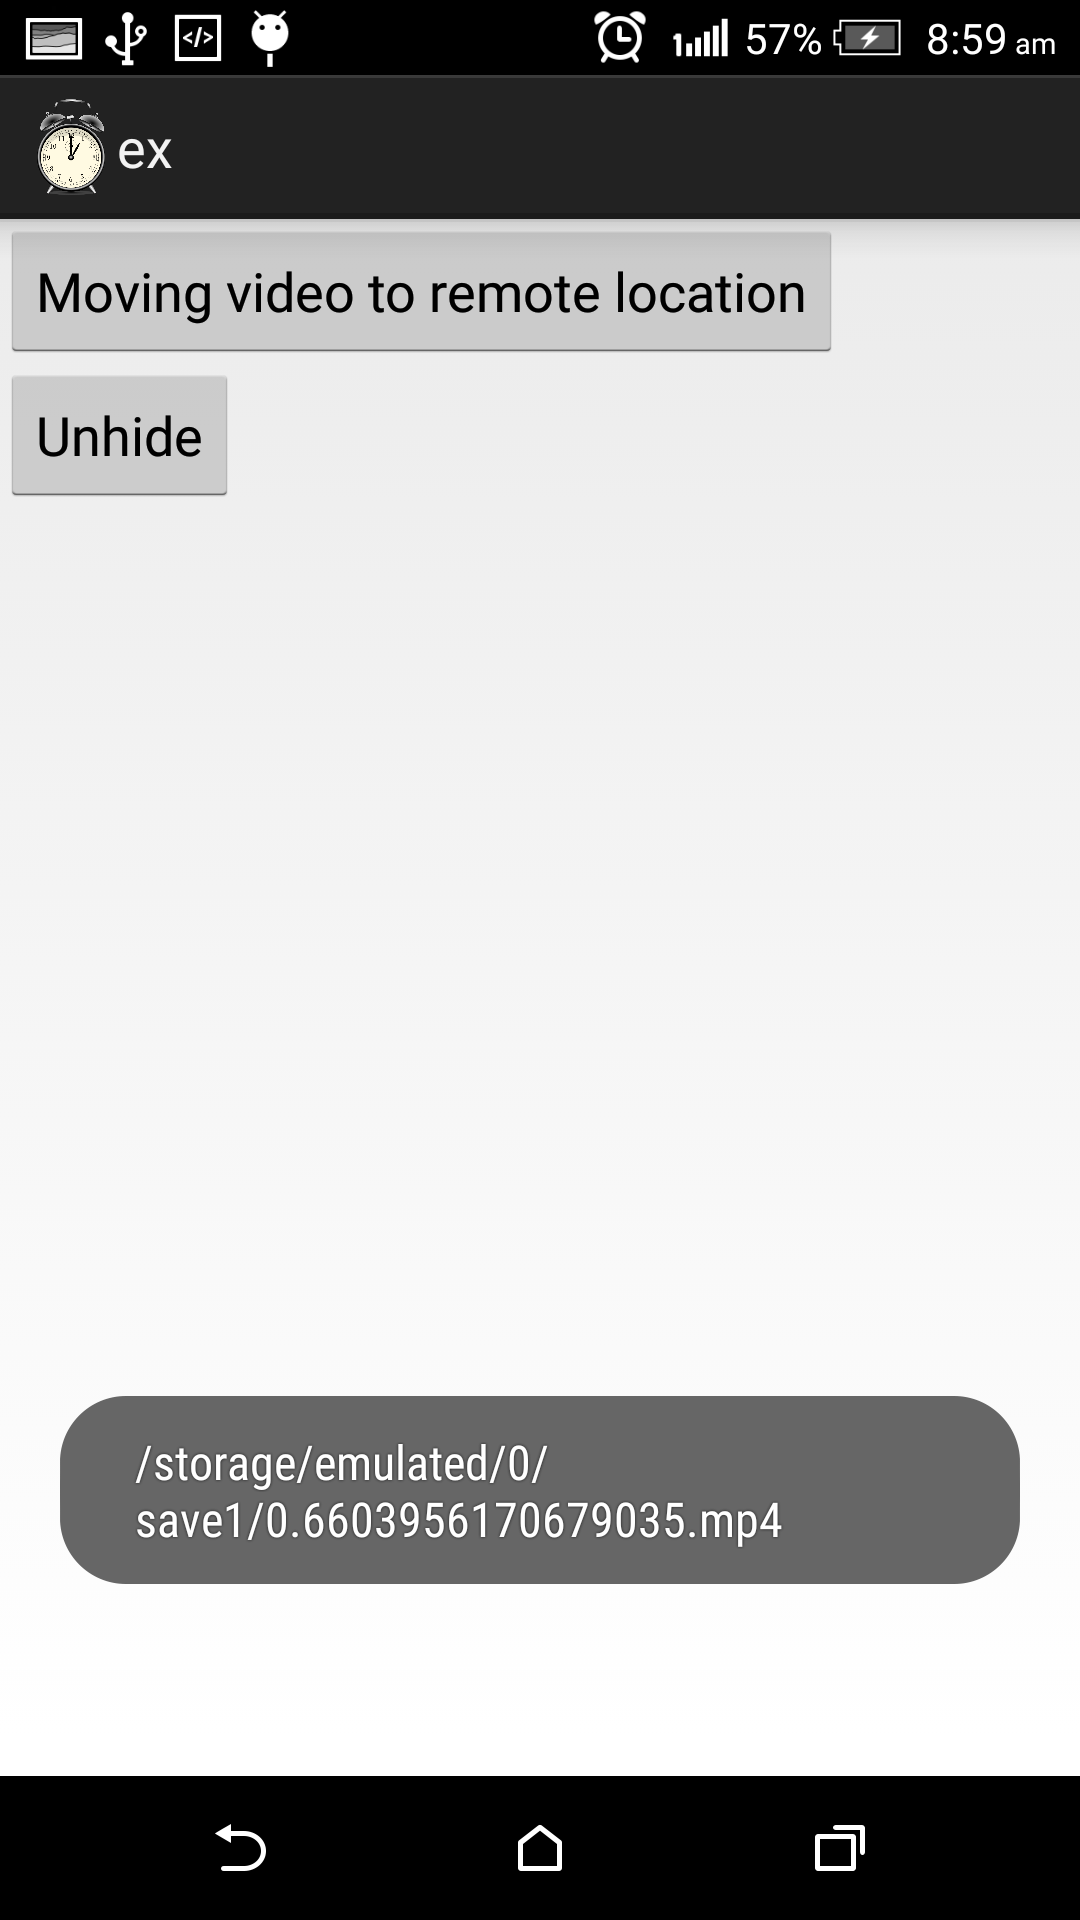 57% 8:59 am
ex
Moving video to remote location
Unhide
/storage/emulated/0/
save1/0.6603956170679035.mp4